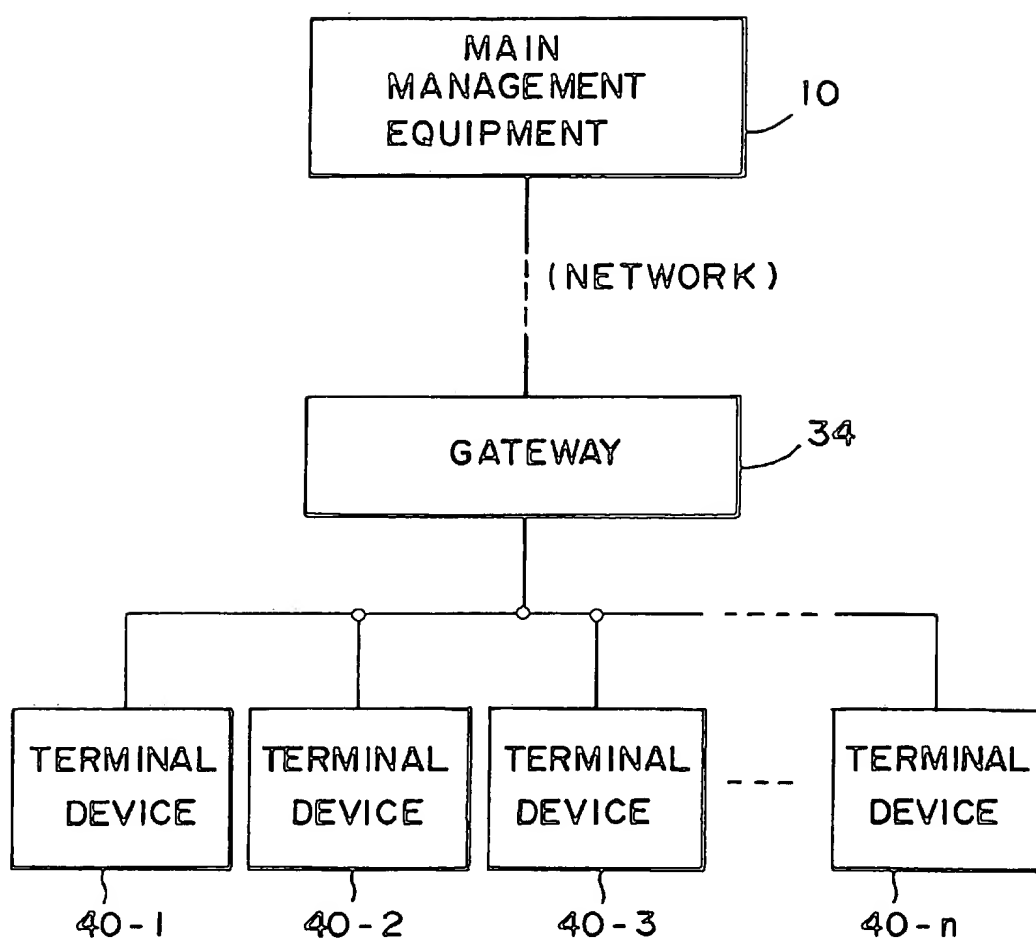 MAIN
MANAGEMENT
EQUIPMENT
10
(NETWORK)
GATEWAY
34
TERMINAL
DEVICE
TERMINAL
DEVICE
TERMINAL
DEVICE
TERMINAL
DEVICE
40-1
40-2
40-3
40-n